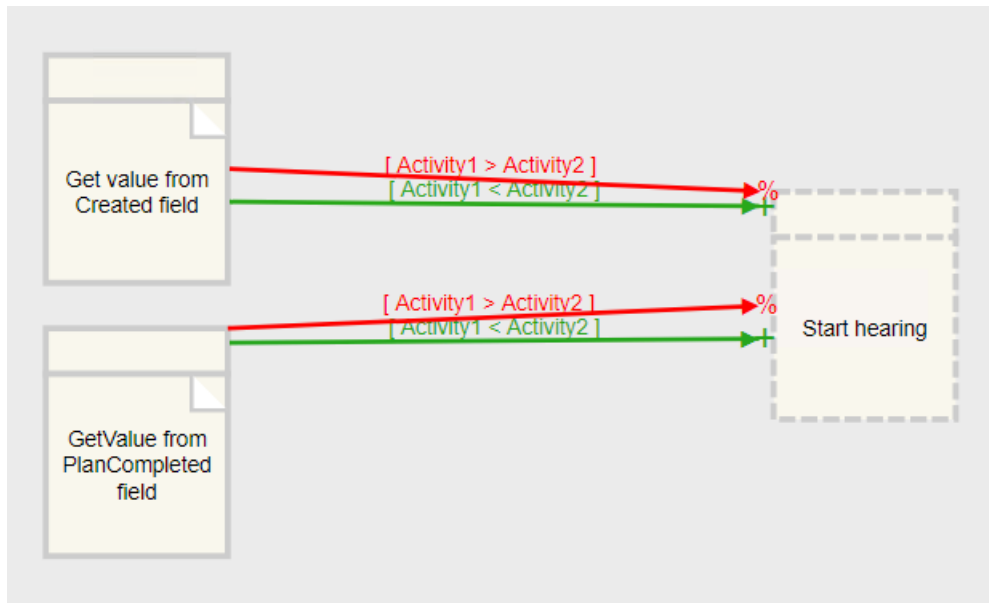 Get value from
Created field
[ Activity1 > Activity2 ]
[ Activity1 < Activity2 ]
%
+
[ Activity1 > Activity2 ]
[ Activity1 < Activity2 ]
%
+
Start hearing
GetValue from
PlanCompleted
field